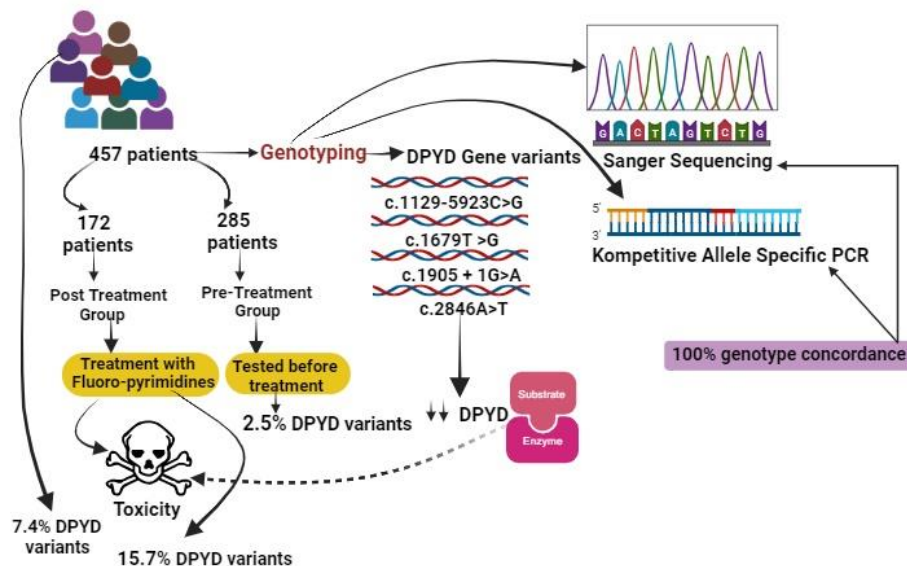 457 patients
Genotyping
DPYD Gene variants
G A C T A G T C T G
Sanger Sequencing
c.1129-5923C>G
c.1679T >G
c.1905 + 1G>A
c.2846A>T
5'
3'
Kompetitive Allele Specific PCR
172
patients
285
patients
Post Treatment
Group
Pre-Treatment
Group
100% genotype concordance
Treatment with
Fluoro-pyrimidines
Tested before
treatment
2.5% DPYD variants
DPYD
Substrate
Enzyme
Toxicity
7.4% DPYD
variants
15.7% DPYD variants